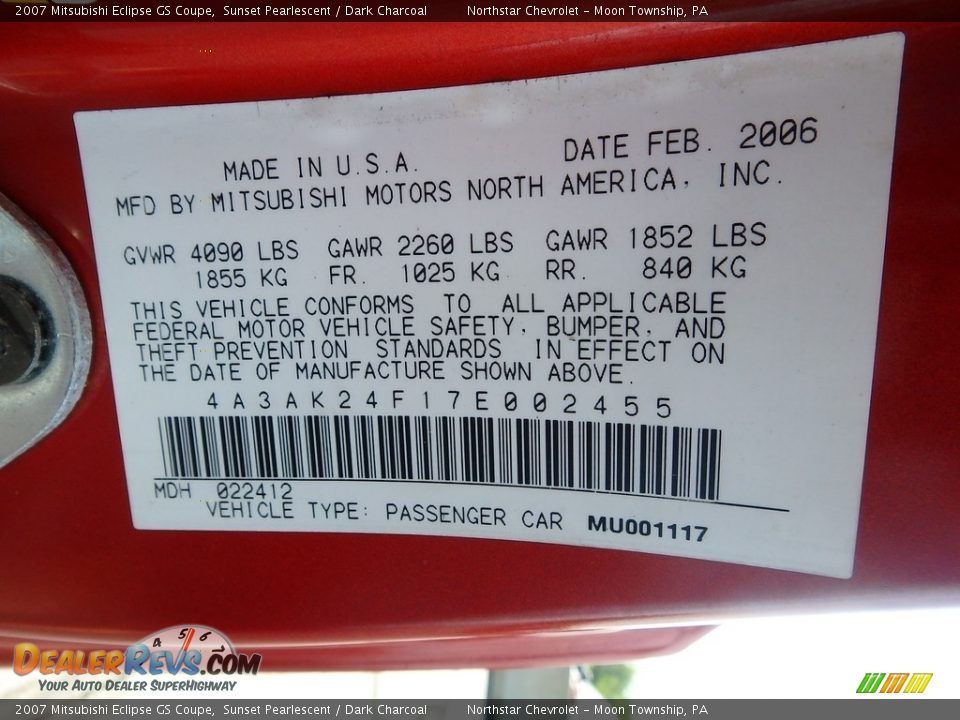 2007 Mitsubishi Eclipse GS Coupe, Sunset Pearlescent / Dark Charcoal Northstar Chevrolet - Moon Township, PA
MADE IN U.S.A. DATE FEB. 2006
MFD BY MITSUBISHI MOTORS NORTH AMERICA, INC.
GVWR 4090 LBS GAWR 2260 LBS GAWR 1852 LBS
1855 KG FR. 1025 KG RR. 840 KG
THIS VEHICLE CONFORMS TO ALL APPLICABLE
FEDERAL MOTOR VEHICLE SAFETY, BUMPER, AND
THEFT PREVENTION STANDARDS IN EFFECT ON
THE DATE OF MANUFACTURE SHOWN ABOVE.
4A3AK24F17E002455
MDH 022412
VEHICLE TYPE: PASSENGER CAR MU001117
4 5 6
DEALERREVS.COM
YOUR AUTO DEALER SUPERHIGHWAY
2007 Mitsubishi Eclipse GS Coupe, Sunset Pearlescent / Dark Charcoal Northstar Chevrolet - Moon Township, PA